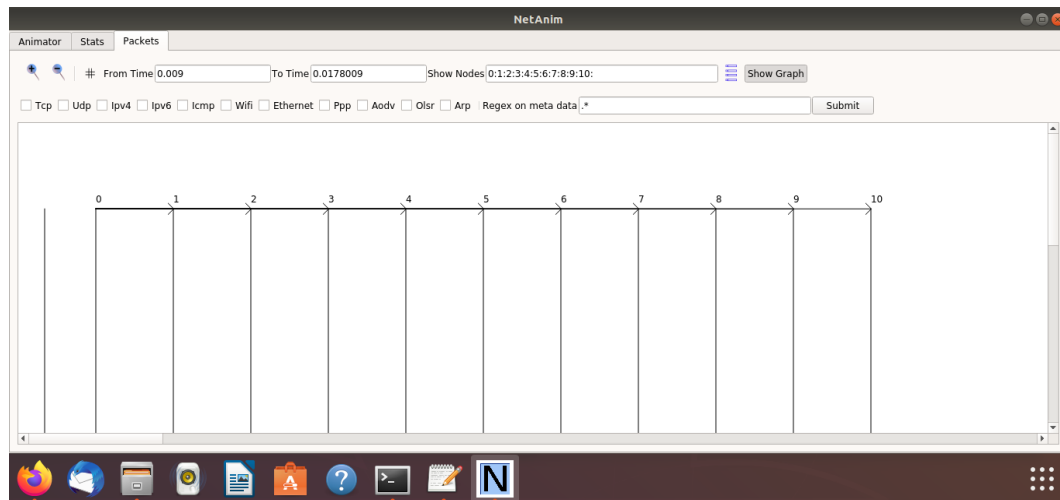 NetAnim
Animator Stats Packets
# From Time 0.009 To Time 0.0178009 Show Nodes 0:1:2:3:4:5:6:7:8:9:10: Show Graph
Tcp Udp Ipv4 Ipv6 Icmp Wifi Ethernet Ppp Aodv Olsr Arp Regex on meta data .* Submit
0 1 2 3 4 5 6 7 8 9 10
A ? >_ N